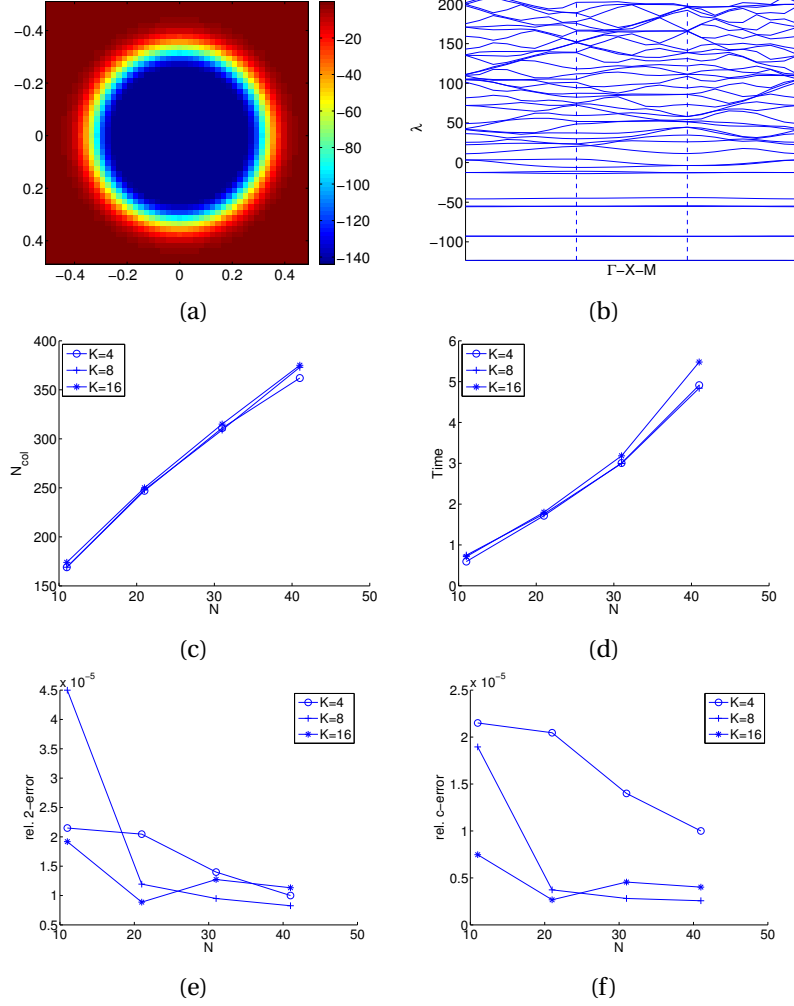 −0.4
−0.2
0
0.2
0.4
−0.4
−0.2
0
0.2
0.4
−20
−40
−60
−80
−100
−120
−140
(a)
200
150
100
50
0
−50
−100
λ
Γ−X−M
(b)
400
350
300
250
200
150
10
20
30
40
50
N
N_col
K=4
K=8
K=16
(c)
6
5
4
3
2
1
0
10
20
30
40
50
N
Time
K=4
K=8
K=16
(d)
x 10^−5
4.5
4
3.5
3
2.5
2
1.5
1
0.5
10
20
30
40
50
N
rel. 2−error
K=4
K=8
K=16
(e)
x 10^−5
2.5
2
1.5
1
0.5
0
10
20
30
40
50
N
rel. c−error
K=4
K=8
K=16
(f)